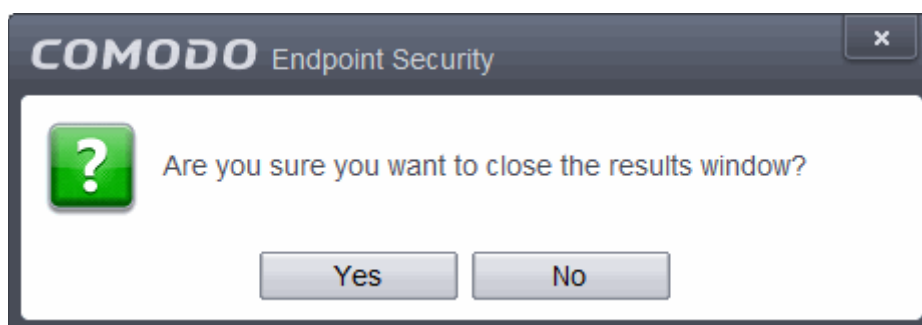 COMODO Endpoint Security
Are you sure you want to close the results window?
Yes No